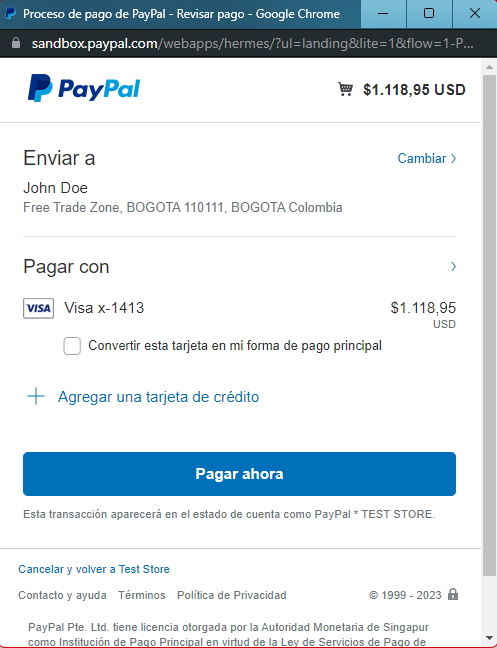 Proceso de pago de PayPal - Revisar pago - Google Chrome
sandbox.paypal.com/webapps/hermes/?ul=landing&lite=1&flow=1-P...
PayPal
$1.118,95 USD
Enviar a
Cambiar
John Doe
Free Trade Zone, BOGOTA 110111, BOGOTA Colombia
Pagar con
VISA Visa x-1413 $1.118,95
USD
Convertir esta tarjeta en mi forma de pago principal
Agregar una tarjeta de crédito
Pagar ahora
Esta transacción aparecerá en el estado de cuenta como PayPal * TEST STORE.
Cancelar y volver a Test Store
Contacto y ayuda Términos Política de Privacidad © 1999 - 2023
PayPal Pte. Ltd. tiene licencia otorgada por la Autoridad Monetaria de Singapur
como Institución de Pago Principal en virtud de la Ley de Servicios de Pago de